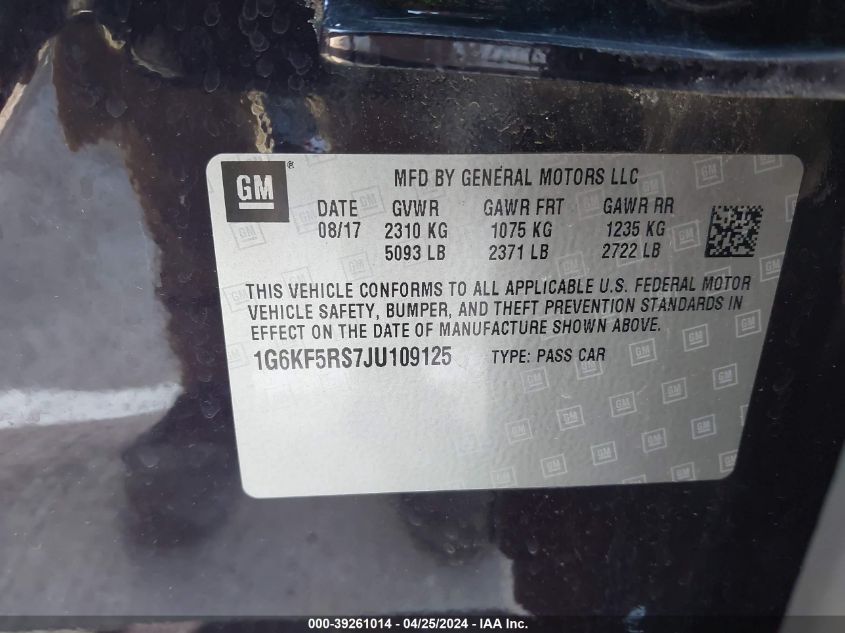 GM ®
MFD BY GENERAL MOTORS LLC
DATE GVWR GAWR FRT GAWR RR
08/17 2310 KG 1075 KG 1235 KG
5093 LB 2371 LB 2722 LB
THIS VEHICLE CONFORMS TO ALL APPLICABLE U.S. FEDERAL MOTOR
VEHICLE SAFETY, BUMPER, AND THEFT PREVENTION STANDARDS IN
EFFECT ON THE DATE OF MANUFACTURE SHOWN ABOVE.
1G6KF5RS7JU109125 TYPE: PASS CAR
000-39261014 - 04/25/2024 - IAA Inc.